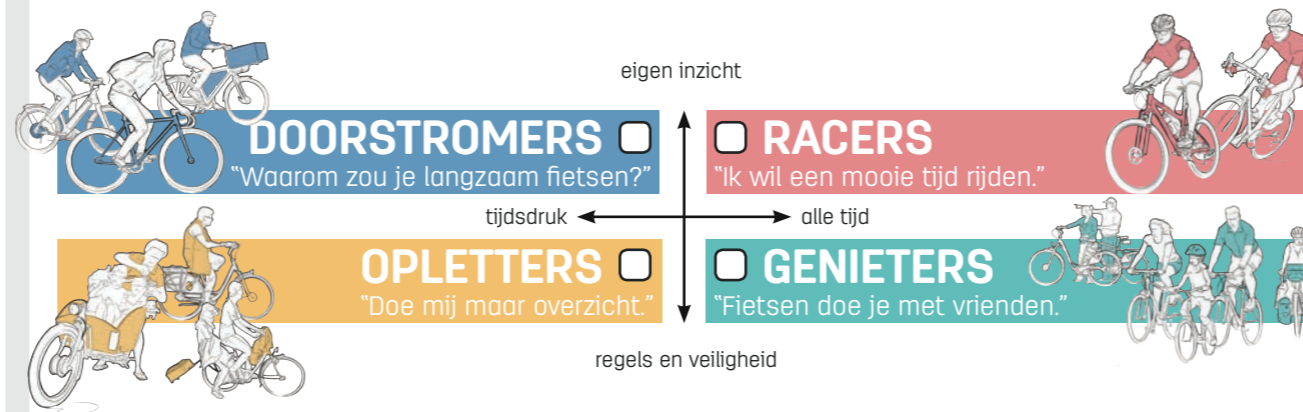 eigen inzicht
DOORSTROMERS
"Waarom zou je langzaam fietsen?"
RACERS
"Ik wil een mooie tijd rijden."
tijdsdruk
alle tijd
OPLETTERS
"Doe mij maar overzicht."
GENIETERS
"Fietsen doe je met vrienden."
regels en veiligheid